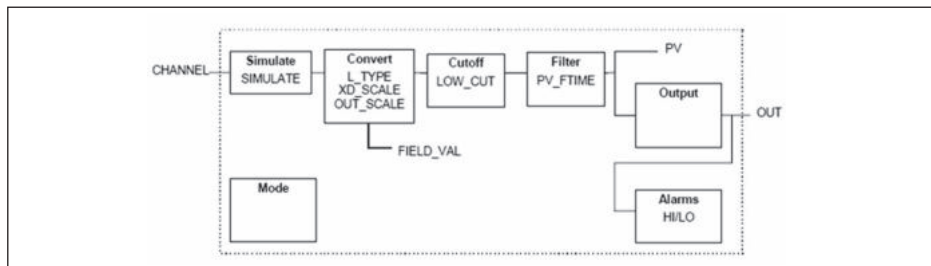 CHANNEL
Simulate
SIMULATE
Convert
L_TYPE
XD_SCALE
OUT_SCALE
Cutoff
LOW_CUT
Filter
PV_FTIME
PV
Output
OUT
FIELD_VAL
Mode
Alarms
HI/LO